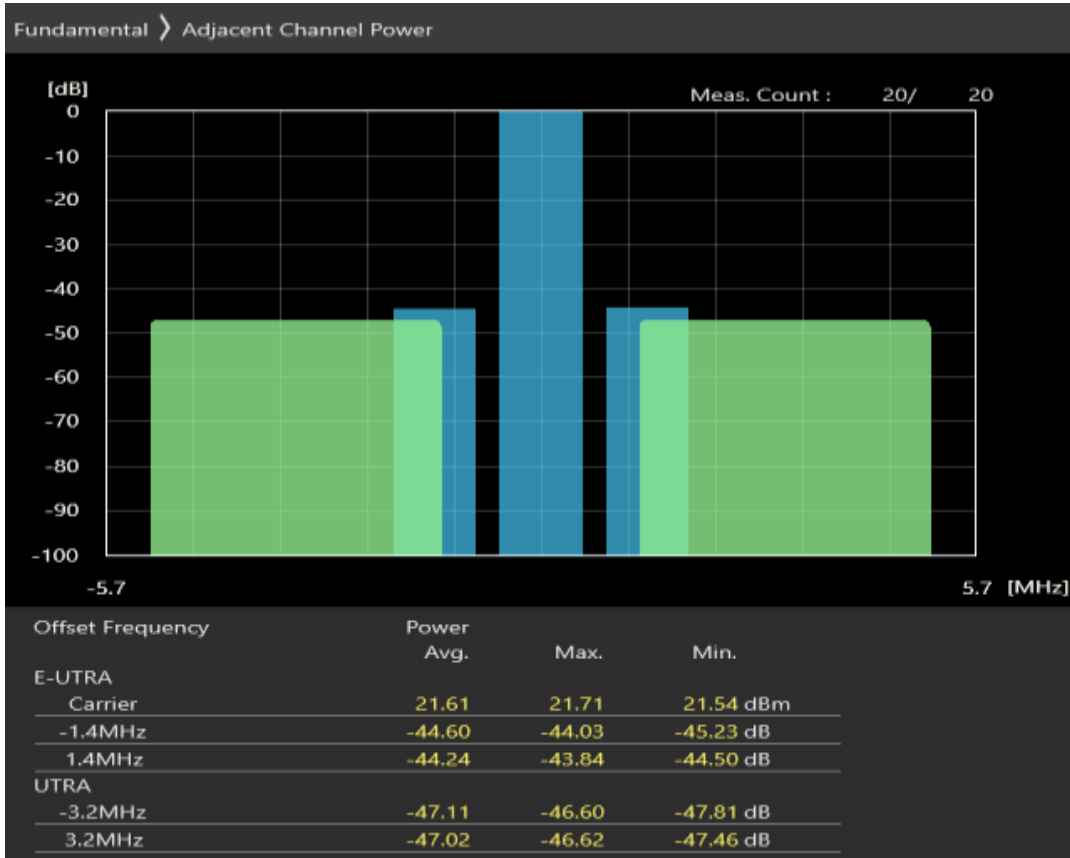 Fundamental 〉 Adjacent Channel Power
[dB]
Meas. Count : 20/ 20
0
-10
-20
-30
-40
-50
-60
-70
-80
-90
-100
-5.7 5.7 [MHz]
Offset Frequency Power
Avg. Max. Min.
E-UTRA
Carrier 21.61 21.71 21.54 dBm
-1.4MHz -44.60 -44.03 -45.23 dB
1.4MHz -44.24 -43.84 -44.50 dB
UTRA
-3.2MHz -47.11 -46.60 -47.81 dB
3.2MHz -47.02 -46.62 -47.46 dB